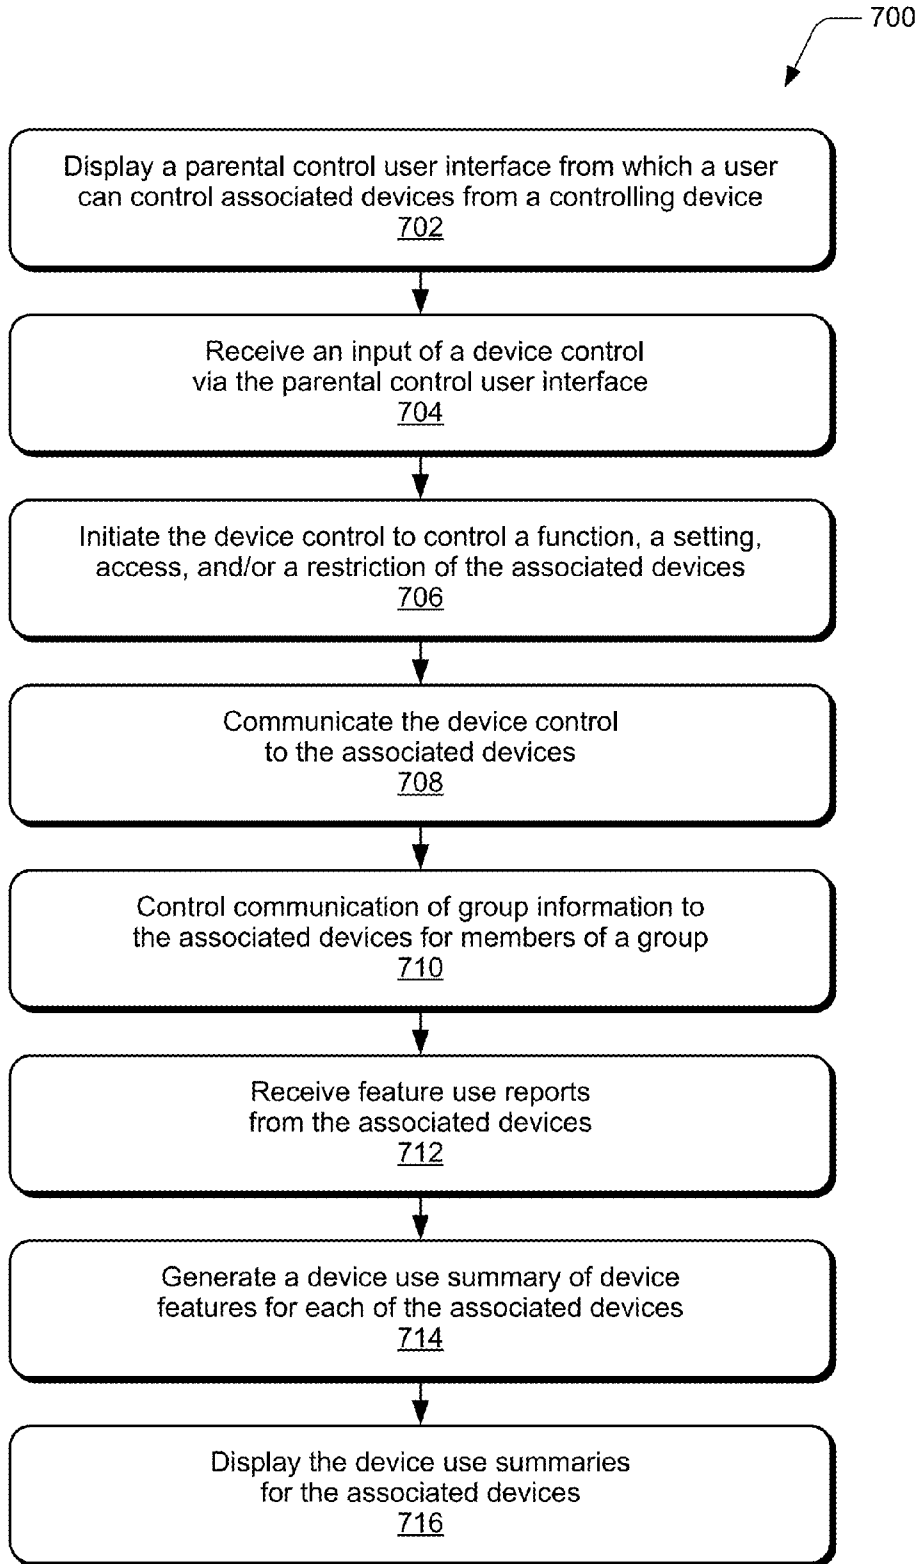 700
Display a parental control user interface from which a user
can control associated devices from a controlling device
702
Receive an input of a device control
via the parental control user interface
704
Initiate the device control to control a function, a setting,
access, and/or a restriction of the associated devices
706
Communicate the device control
to the associated devices
708
Control communication of group information to
the associated devices for members of a group
710
Receive feature use reports
from the associated devices
712
Generate a device use summary of device
features for each of the associated devices
714
Display the device use summaries
for the associated devices
716